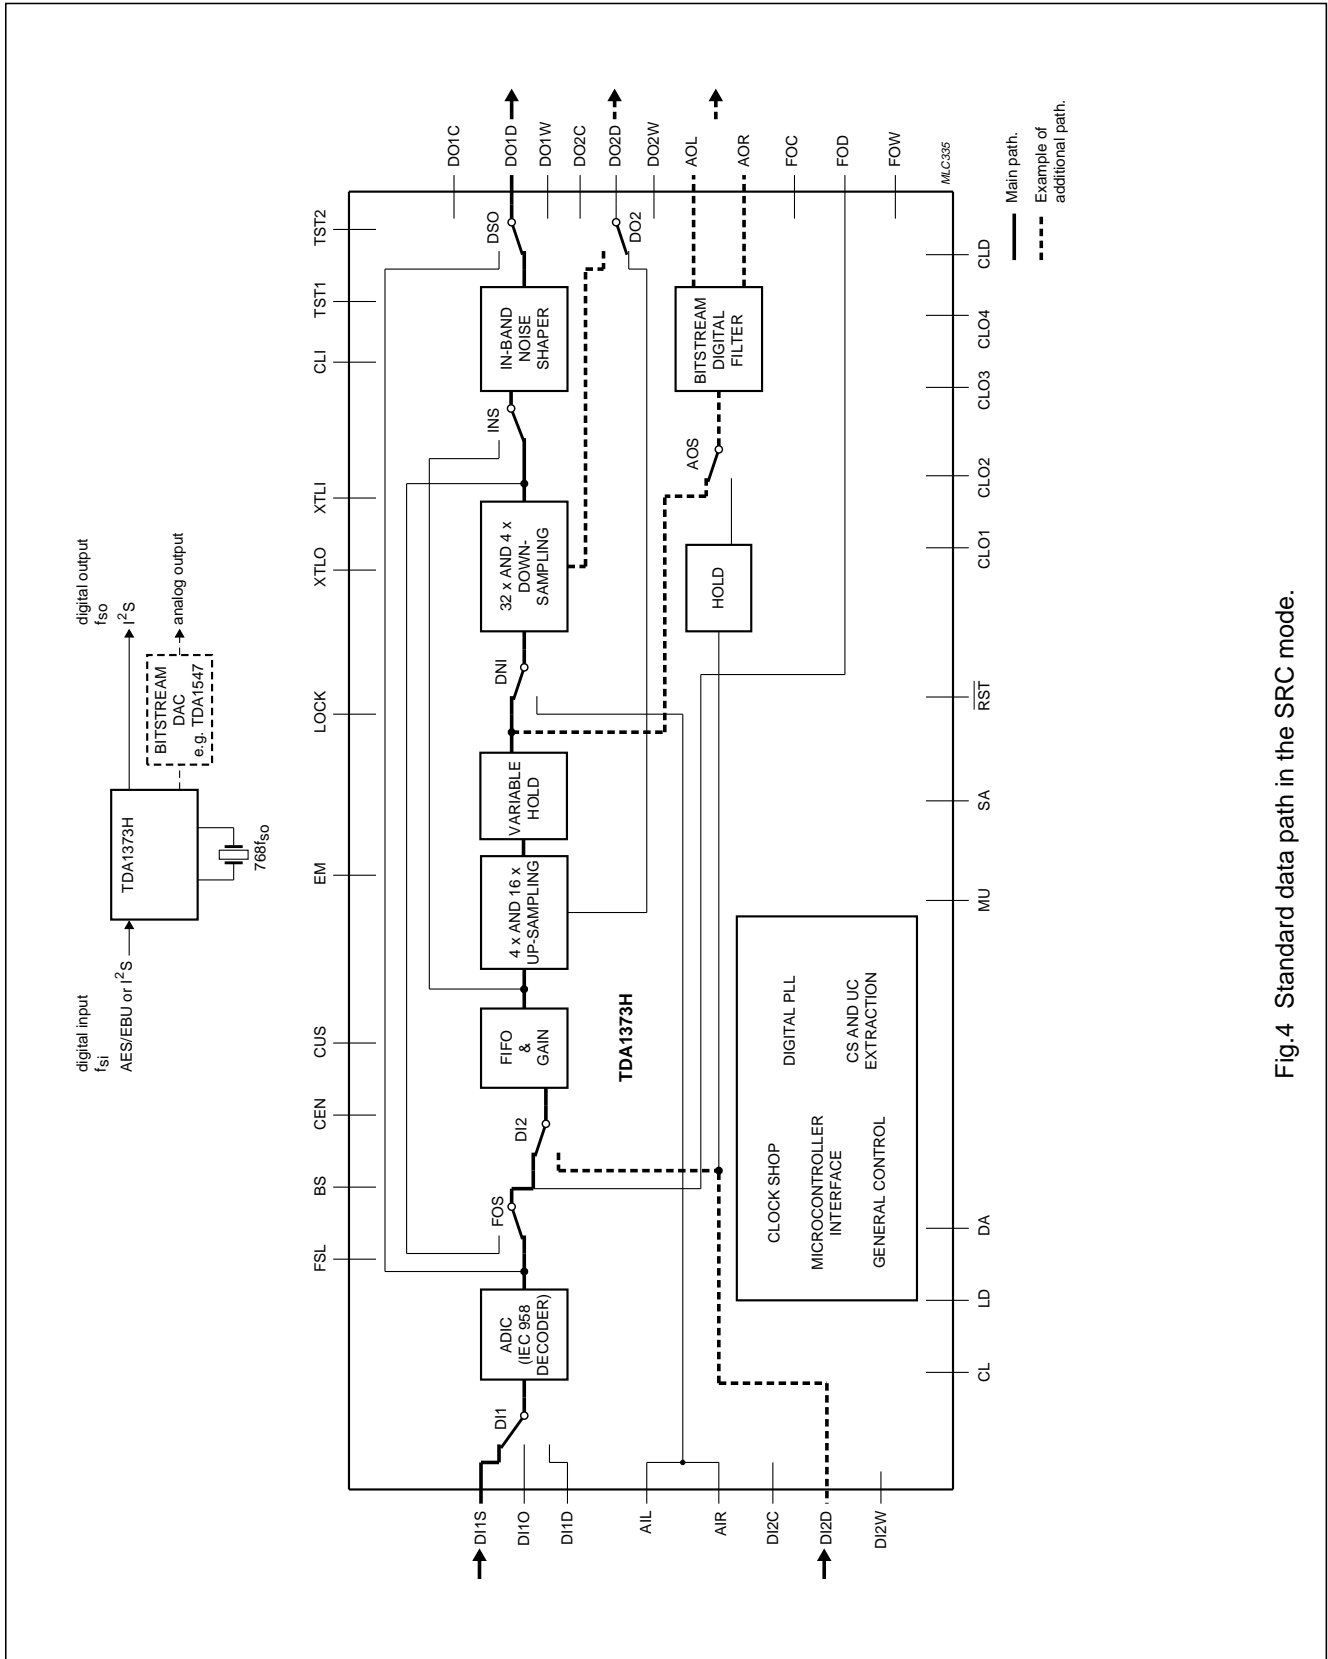 digital input
fsi
AES/EBU or I2S
TDA1373H
768fso
BITSTREAM
DAC
e.g. TDA1547
digital output
fso
I2S
analog output
FSL
BS
CEN
CUS
EM
LOCK
XTLO
XTLI
CLI
TST1
TST2
DI1S
DI1O
DI1D
AIL
AIR
DI2C
DI2D
DI2W
DI1
ADIC
(IEC 958
DECODER)
FOS
DI2
FIFO
&
GAIN
4 x AND 16 x
UP-SAMPLING
VARIABLE
HOLD
DNI
32 x AND 4 x
DOWN-
SAMPLING
INS
IN-BAND
NOISE
SHAPER
DSO
DO2
TDA1373H
HOLD
AOS
BITSTREAM
DIGITAL
FILTER
CLOCK SHOP
MICROCONTROLLER
INTERFACE
GENERAL CONTROL
DIGITAL PLL
CS AND UC
EXTRACTION
DO1C
DO1D
DO1W
DO2C
DO2D
DO2W
AOL
AOR
FOC
FOD
FOW
CL
LD
DA
MU
SA
RST
CLO1
CLO2
CLO3
CLO4
CLD
MLC335
Main path.
Example of
additional path.
Fig.4 Standard data path in the SRC mode.